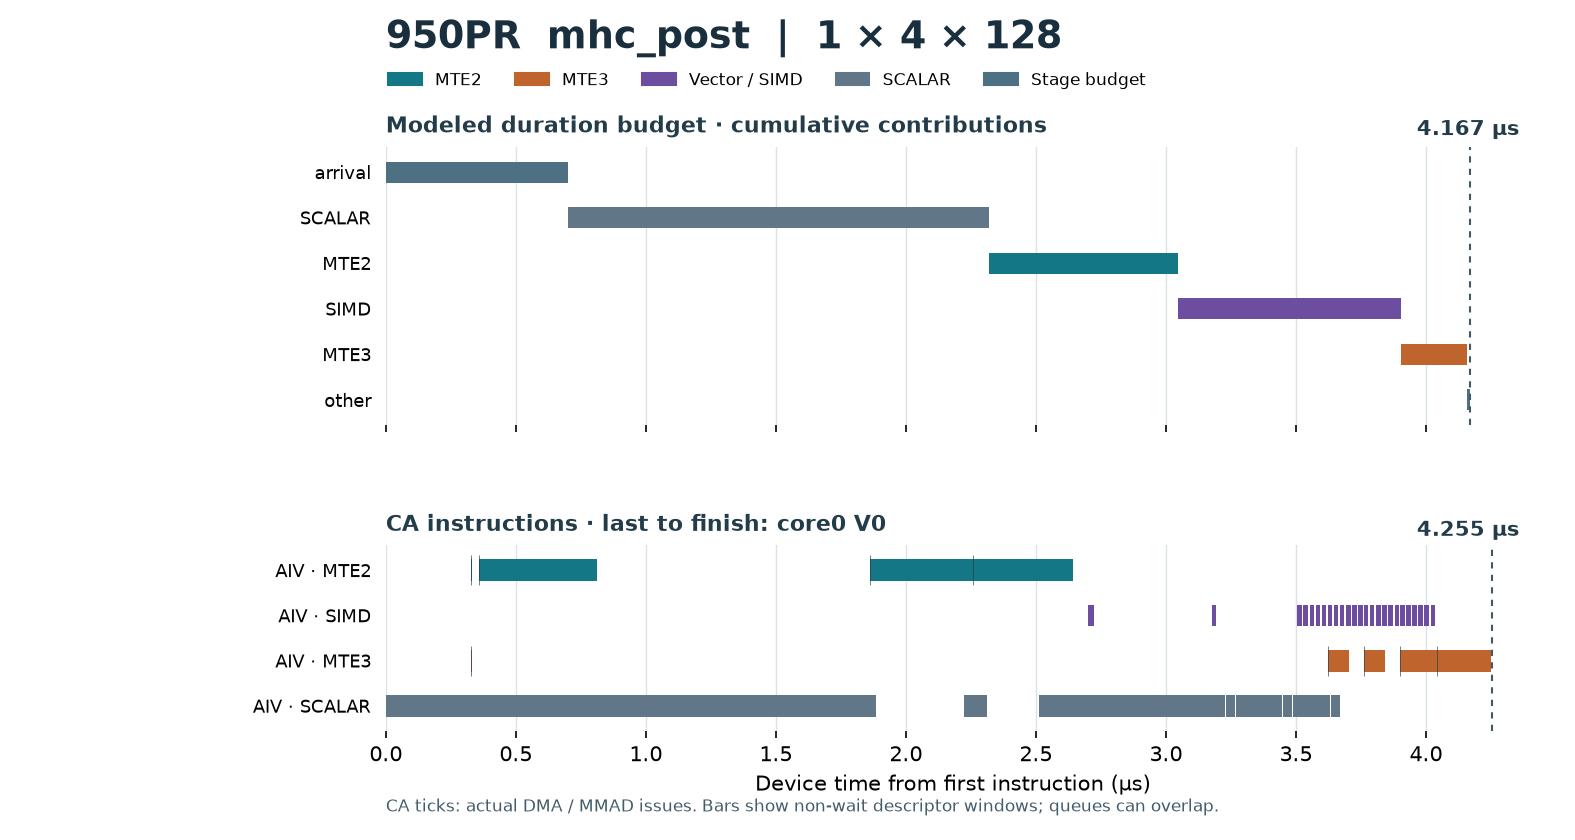 950PR  mhc_post  |  1 × 4 × 128
MTE2 MTE3 Vector / SIMD SCALAR Stage budget
Modeled duration budget · cumulative contributions
4.167 µs
arrival
SCALAR
MTE2
SIMD
MTE3
other
CA instructions · last to finish: core0 V0
4.255 µs
AIV · MTE2
AIV · SIMD
AIV · MTE3
AIV · SCALAR
0.0 0.5 1.0 1.5 2.0 2.5 3.0 3.5 4.0
Device time from first instruction (µs)
CA ticks: actual DMA / MMAD issues. Bars show non-wait descriptor windows; queues can overlap.